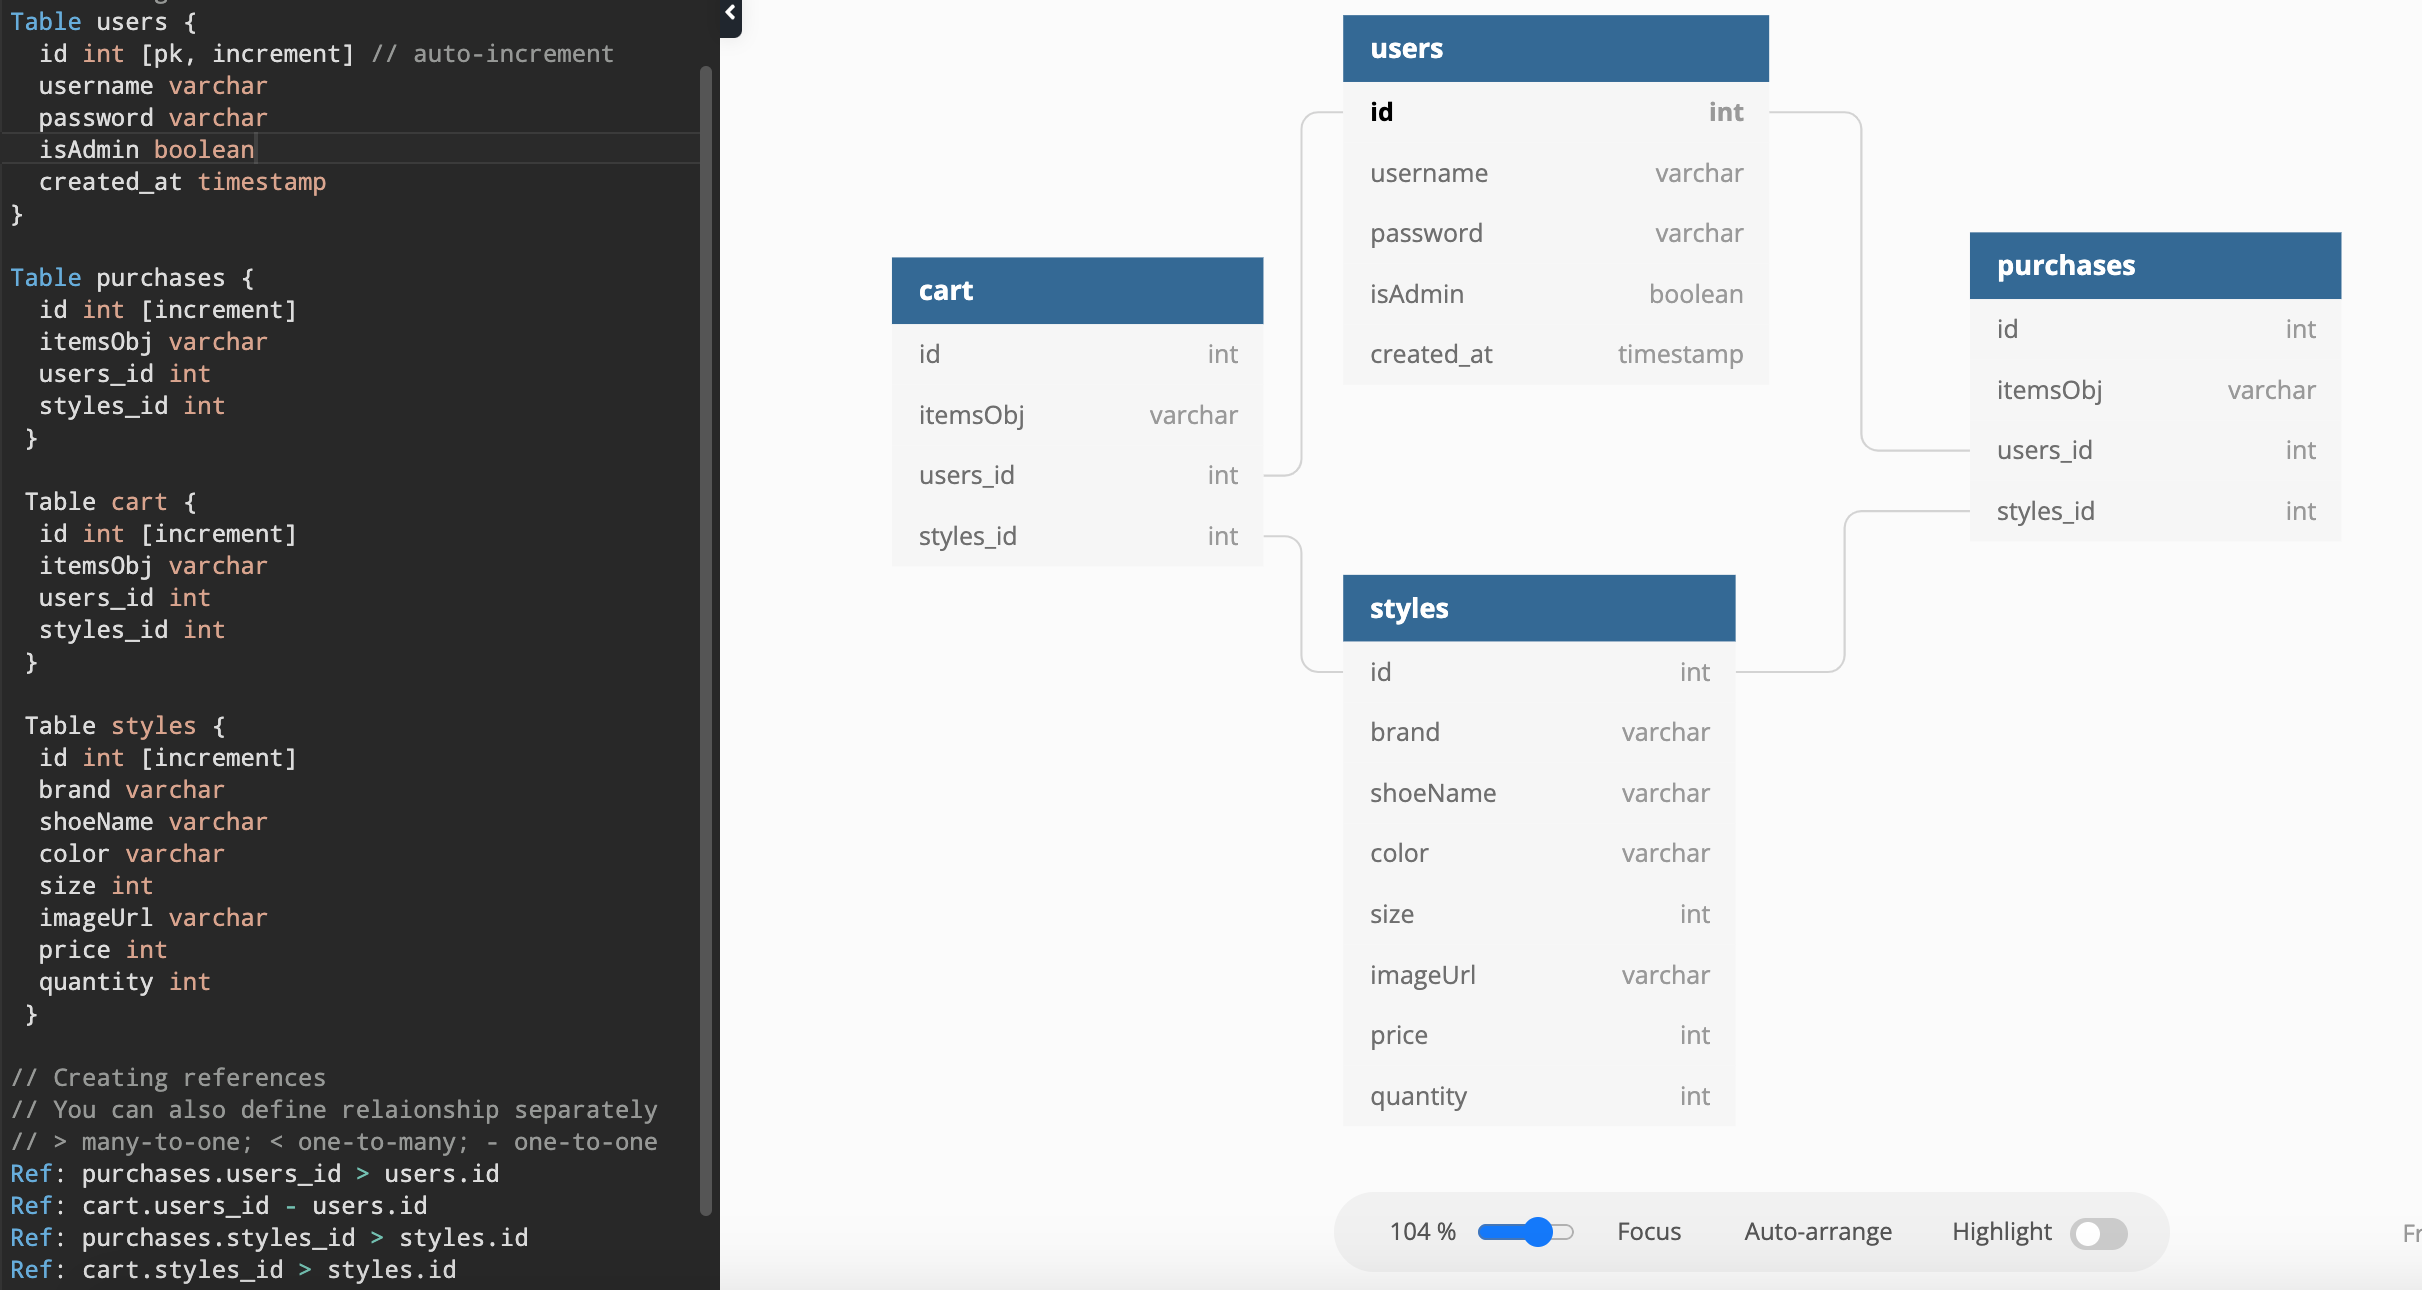 Table users {
id int [pk, increment] // auto-increment
username varchar
password varchar
isAdmin boolean
created_at timestamp
}
Table purchases {
id int [increment]
itemsObj varchar
users_id int
styles_id int
}
Table cart {
id int [increment]
itemsObj varchar
users_id int
styles_id int
}
Table styles {
id int [increment]
brand varchar
shoeName varchar
color varchar
size int
imageUrl varchar
price int
quantity int
}
// Creating references
// You can also define relaionship separately
// > many-to-one; < one-to-many; - one-to-one
Ref: purchases.users_id > users.id
Ref: cart.users_id - users.id
Ref: purchases.styles_id > styles.id
Ref: cart.styles_id > styles.id
users
id int
username varchar
password varchar
isAdmin boolean
created_at timestamp
cart
id int
itemsObj varchar
users_id int
styles_id int
purchases
id int
itemsObj varchar
users_id int
styles_id int
styles
id int
brand varchar
shoeName varchar
color varchar
size int
imageUrl varchar
price int
quantity int
104 % Focus Auto-arrange Highlight